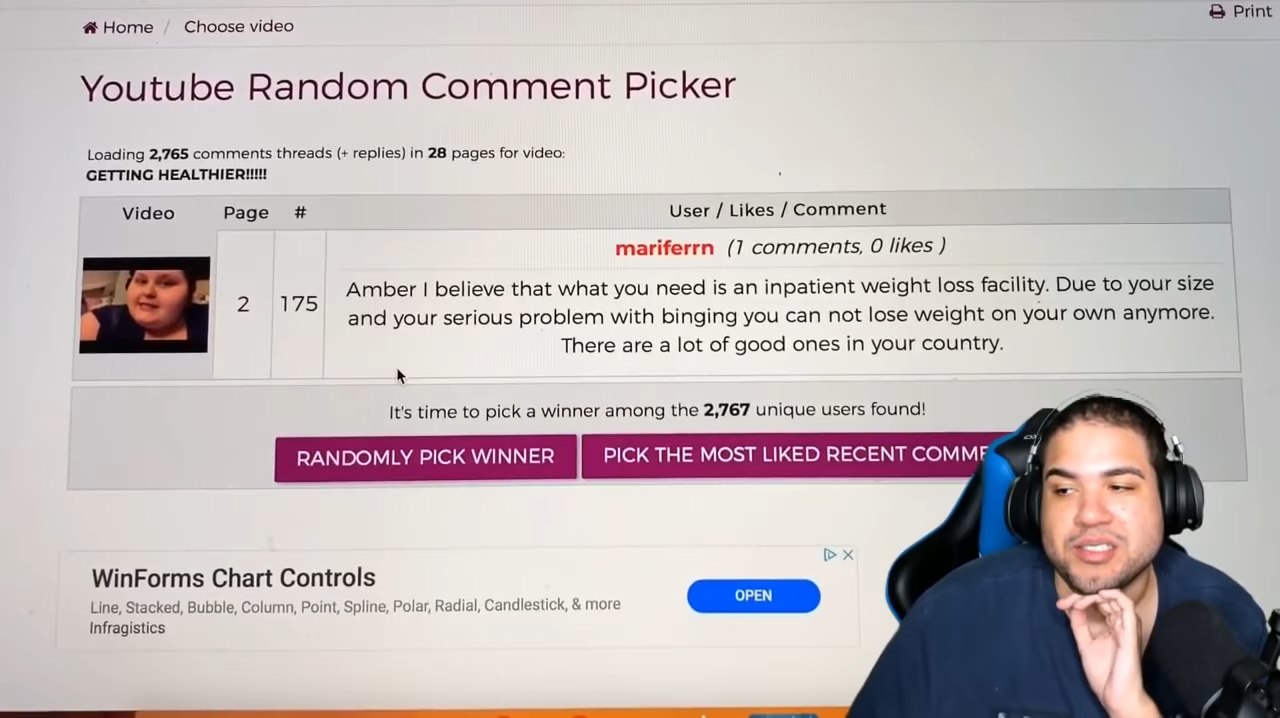 Home / Choose video
Print
Youtube Random Comment Picker
Loading 2,765 comments threads (+ replies) in 28 pages for video:
GETTING HEALTHIER!!!!!
Video Page # User / Likes / Comment
mariferrn (1 comments, 0 likes )
2 175
Amber I believe that what you need is an inpatient weight loss facility. Due to your size
and your serious problem with binging you can not lose weight on your own anymore.
There are a lot of good ones in your country.
It's time to pick a winner among the 2,767 unique users found!
RANDOMLY PICK WINNER
PICK THE MOST LIKED RECENT COMME
WinForms Chart Controls
Line, Stacked, Bubble, Column, Point, Spline, Polar, Radial, Candlestick, & more
Infragistics
OPEN